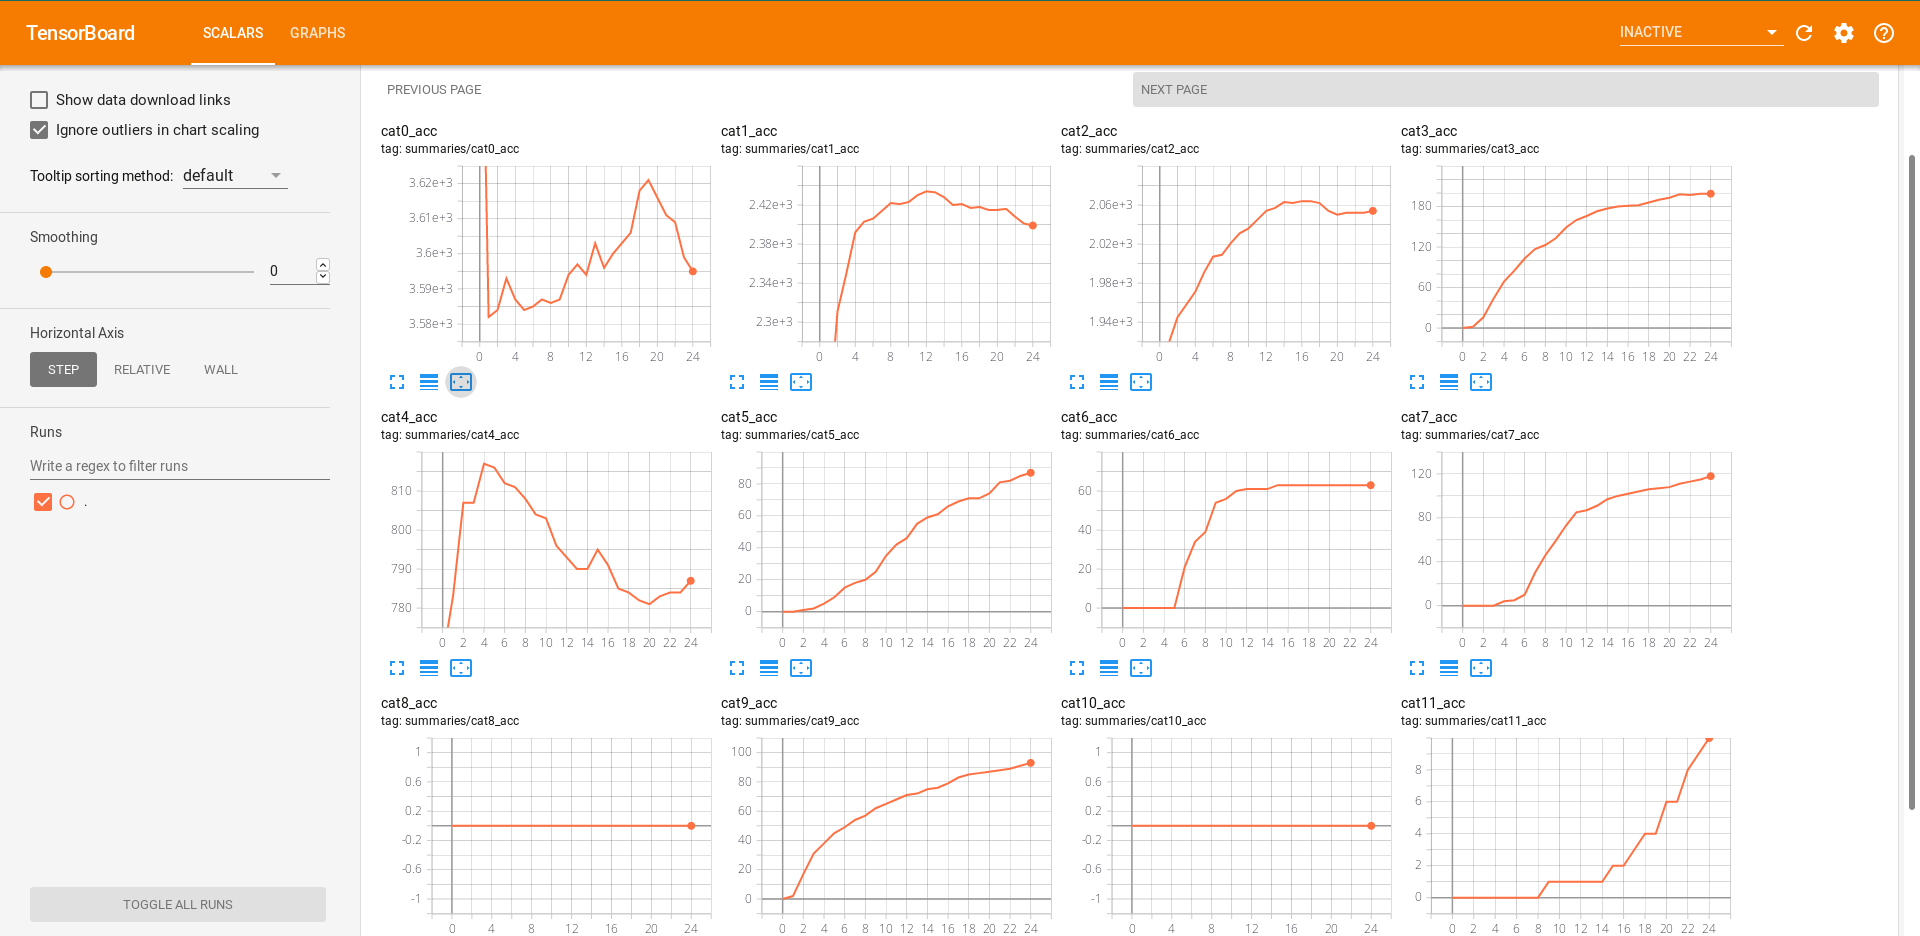 TensorBoard SCALARS GRAPHS INACTIVE
Show data download links
Ignore outliers in chart scaling
Tooltip sorting method: default
Smoothing
0
Horizontal Axis
STEP RELATIVE WALL
Runs
Write a regex to filter runs
.
TOGGLE ALL RUNS
PREVIOUS PAGE NEXT PAGE
cat0_acc
tag: summaries/cat0_acc
3.62e+3
3.61e+3
3.6e+3
3.59e+3
3.58e+3
0 4 8 12 16 20 24
cat1_acc
tag: summaries/cat1_acc
2.42e+3
2.38e+3
2.34e+3
2.3e+3
0 4 8 12 16 20 24
cat2_acc
tag: summaries/cat2_acc
2.06e+3
2.02e+3
1.98e+3
1.94e+3
0 4 8 12 16 20 24
cat3_acc
tag: summaries/cat3_acc
180
120
60
0
0 2 4 6 8 10 12 14 16 18 20 22 24
cat4_acc
tag: summaries/cat4_acc
810
800
790
780
0 2 4 6 8 10 12 14 16 18 20 22 24
cat5_acc
tag: summaries/cat5_acc
80
60
40
20
0
0 2 4 6 8 10 12 14 16 18 20 22 24
cat6_acc
tag: summaries/cat6_acc
60
40
20
0
0 2 4 6 8 10 12 14 16 18 20 22 24
cat7_acc
tag: summaries/cat7_acc
120
80
40
0
0 2 4 6 8 10 12 14 16 18 20 22 24
cat8_acc
tag: summaries/cat8_acc
1
0.6
0.2
-0.2
-0.6
-1
0 4 8 12 16 20 24
cat9_acc
tag: summaries/cat9_acc
100
80
60
40
20
0
0 2 4 6 8 10 12 14 16 18 20 22 24
cat10_acc
tag: summaries/cat10_acc
1
0.6
0.2
-0.2
-0.6
-1
0 4 8 12 16 20 24
cat11_acc
tag: summaries/cat11_acc
8
6
4
2
0
0 2 4 6 8 10 12 14 16 18 20 22 24